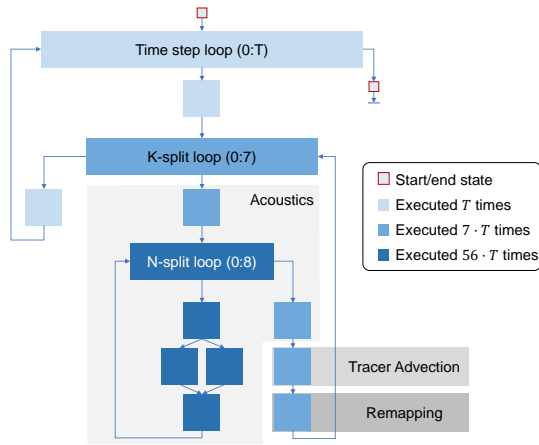 Time step loop (0:T)
K-split loop (0:7)
Acoustics
N-split loop (0:8)
Tracer Advection
Remapping
Start/end state
Executed T times
Executed 7 · T times
Executed 56 · T times